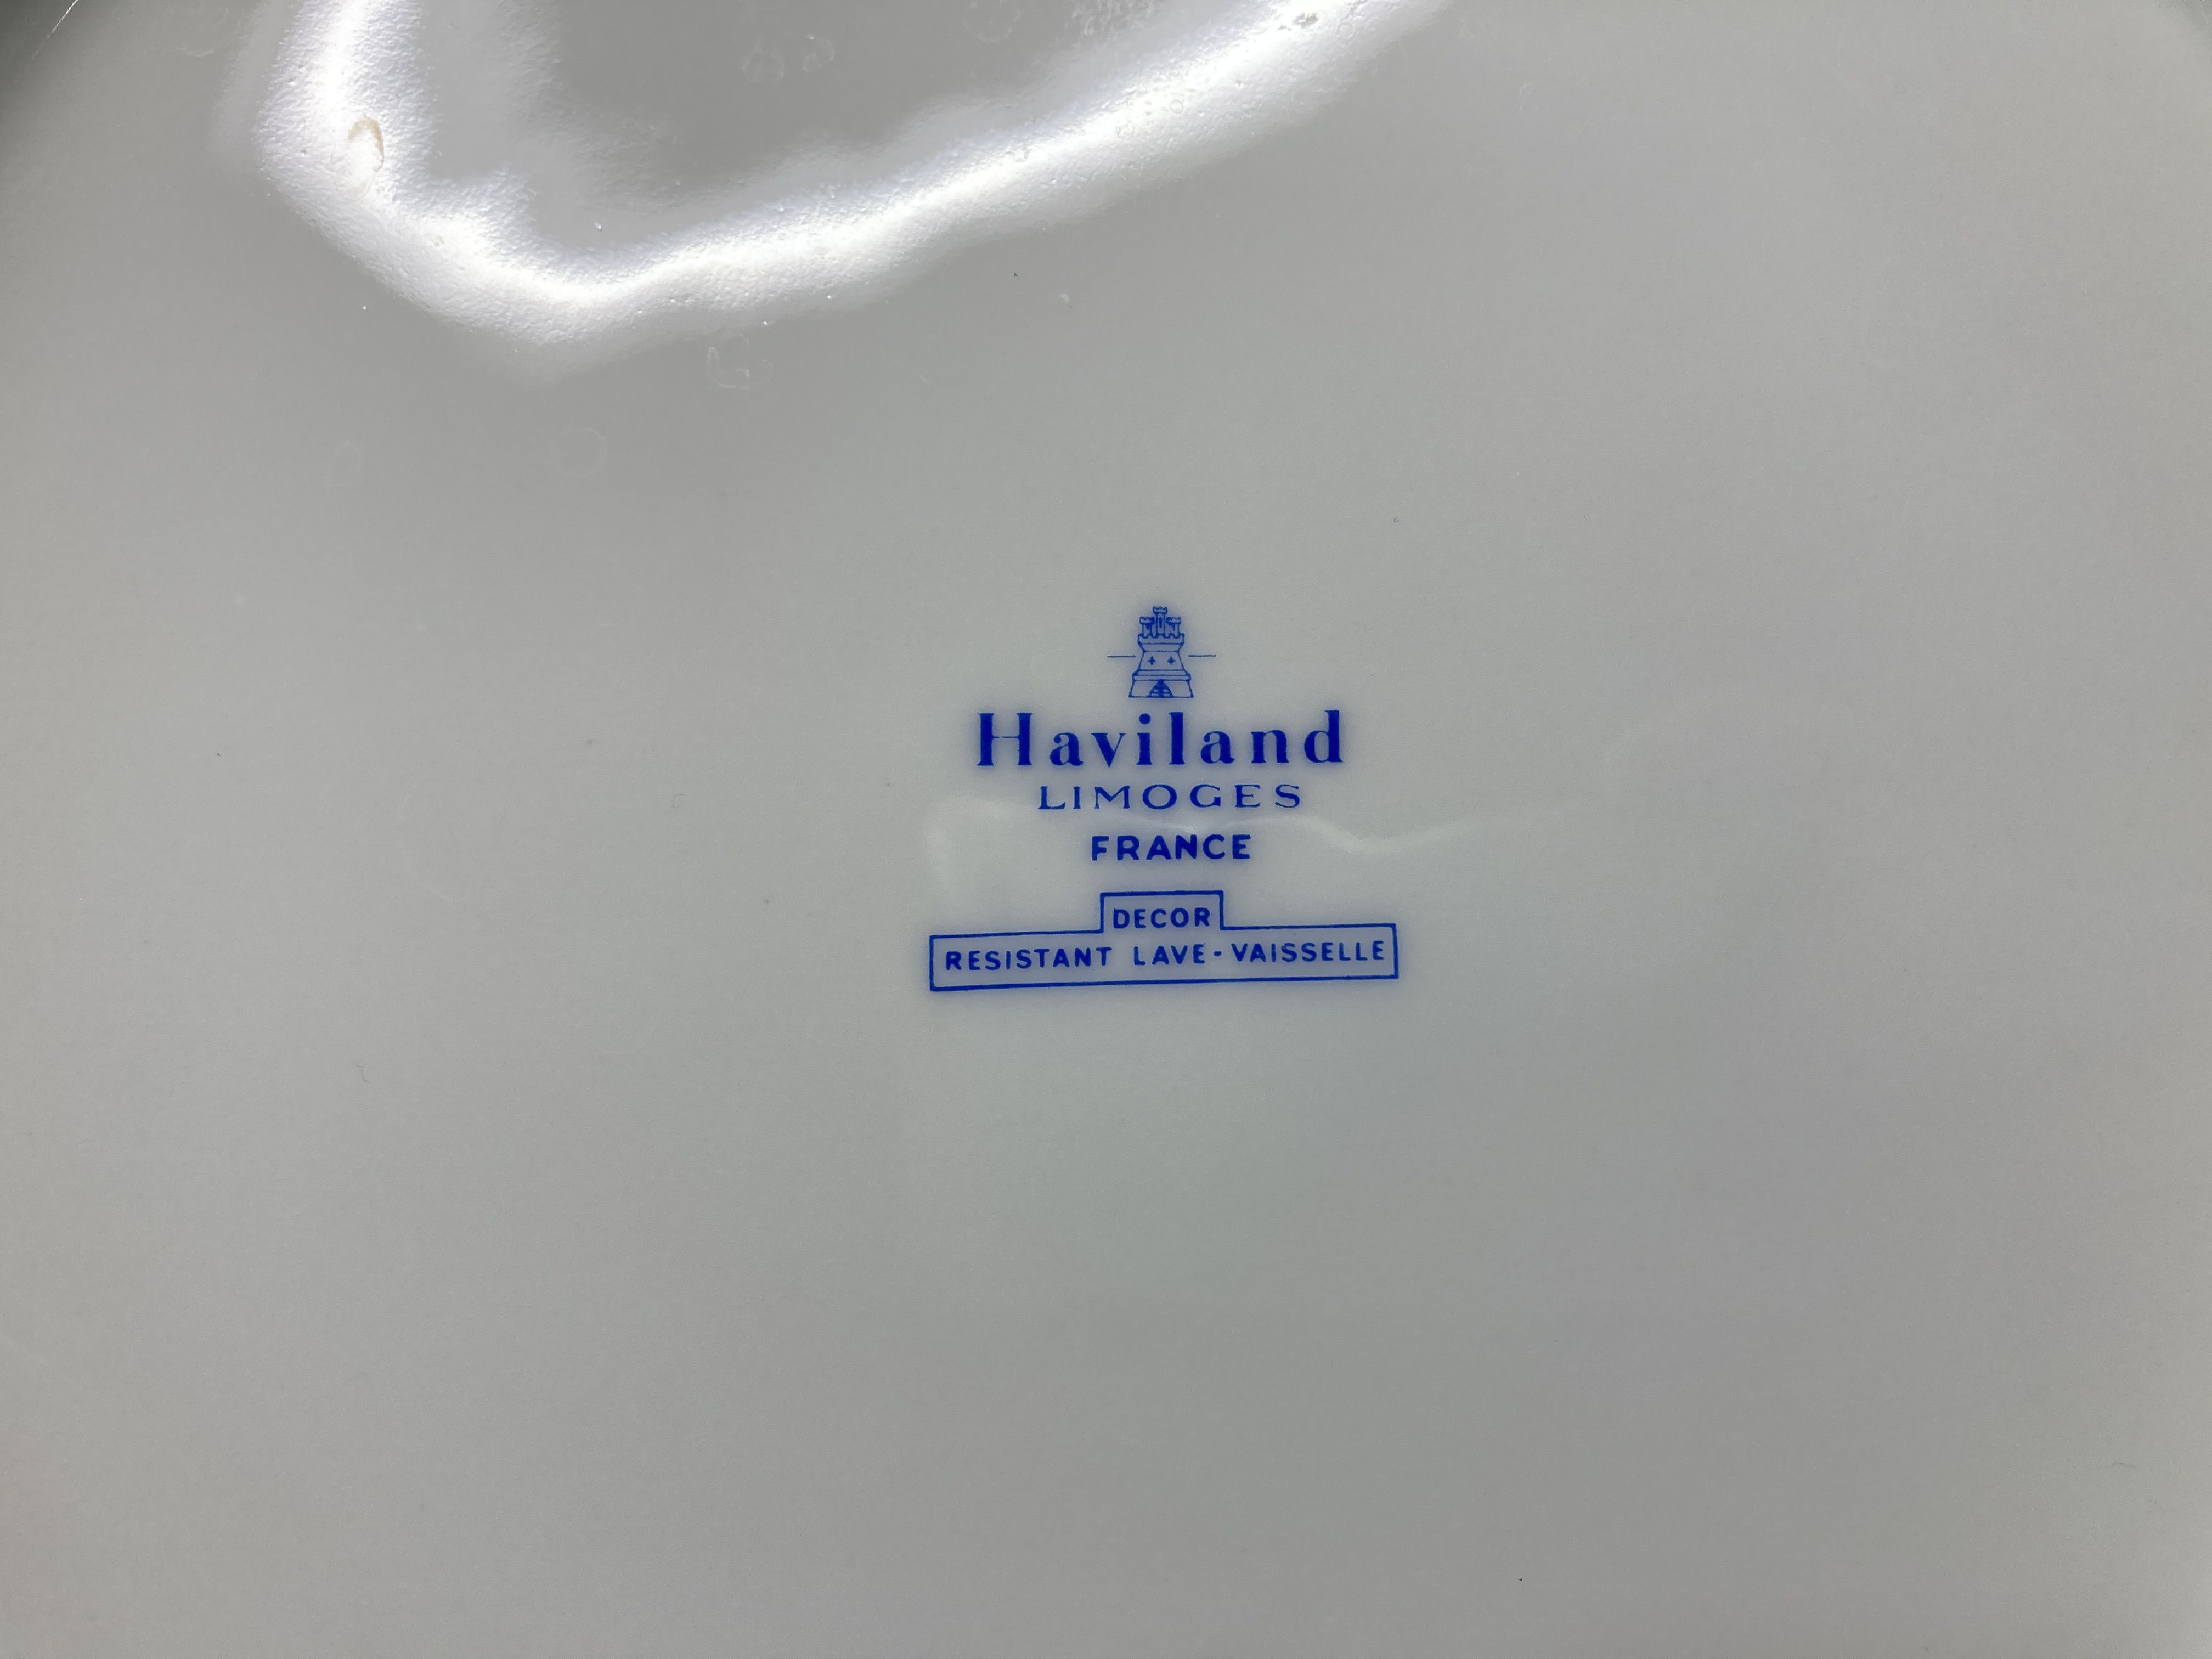 Haviland
LIMOGES
FRANCE
DECOR
RESISTANT LAVE-VAISSELLE